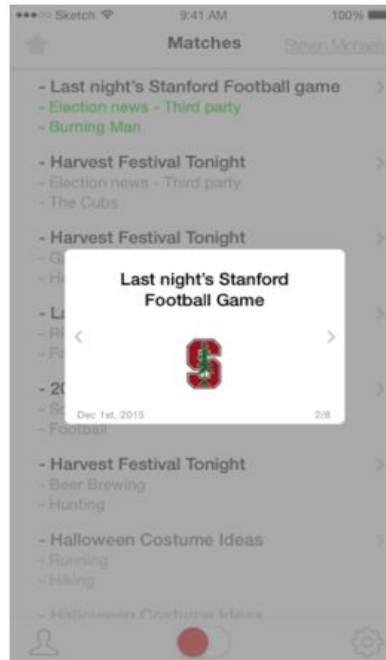 Sketch 9:41 AM 100%
Matches Steven Michaels
- Last night's Stanford Football game
- Election news - Third party
- Burning Man
- Harvest Festival Tonight
- Election news - Third party
- The Cubs
- Harvest Festival Tonight
Last night's Stanford
Football Game
Dec 1st, 2015 2/8
- Football
- Harvest Festival Tonight
- Beer Brewing
- Hunting
- Halloween Costume Ideas
- Running
- Hiking
- Halloween Costume Ideas